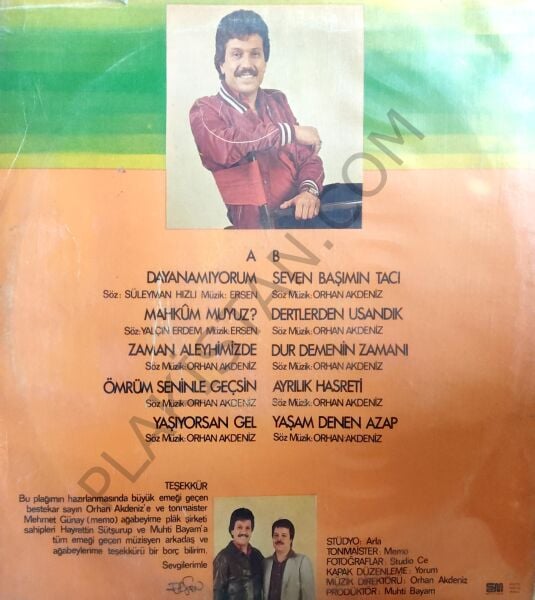 A B
DAYANAMIYORUM
Söz: SÜLEYMAN HIZLI Müzik: ERSEN
MAHKÛM MUYUZ?
Söz: YALÇIN ERDEM Müzik: ERSEN
ZAMAN ALEYHİMİZDE
Söz Müzik: ORHAN AKDENİZ
ÖMRÜM SENİNLE GEÇSİN
Söz Müzik: ORHAN AKDENİZ
YAŞIYORSAN GEL
Söz Müzik: ORHAN AKDENİZ
SEVEN BAŞIMIN TACI
Söz Müzik: ORHAN AKDENİZ
DERTLERDEN USANDIK
Söz Müzik: ORHAN AKDENİZ
DUR DEMENİN ZAMANI
Söz Müzik: ORHAN AKDENİZ
AYRILIK HASRETİ
Söz Müzik: ORHAN AKDENİZ
YAŞAM DENEN AZAP
Söz Müzik: ORHAN AKDENİZ
TEŞEKKÜR
Bu plağımın hazırlanmasında büyük emeği geçen
bestekar sayın Orhan Akdeniz'e ve tonmaister
Mehmet Günay (memo) ağabeyime plâk şirketi
sahipleri Hayrettin Sütşurup ve Muhti Bayam'a
tüm emeği geçen müzisyen arkadaş ve
ağabeylerime teşekkürü bir borç bilirim.
Sevgilerimle
STÜDYO: Arla
TONMAİSTER: Memo
FOTOĞRAFLAR: Studio Ce
KAPAK DÜZENLEME: Yorum
MÜZİK DİREKTÖRÜ: Orhan Akdeniz
PRODÜKTÖR: Muhti Bayam
PLAKISTAN.COM